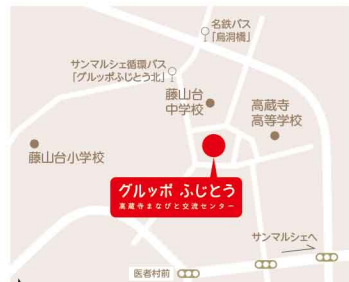 名鉄バス
「鳥洞橋」
サンマルシェ循環バス
「グルッポふじとう北」
藤山台
中学校
高蔵寺
高等学校
藤山台小学校
グルッポ ふじとう
高蔵寺まなびと交流センター
サンマルシェへ
医者村前